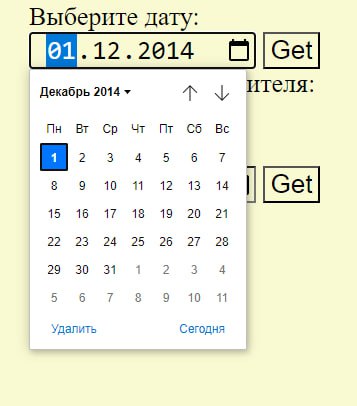 Выберите дату:
01.12.2014 Get
ителя:
Декабрь 2014
Пн Вт Ср Чт Пт Сб Вс
1 2 3 4 5 6 7
8 9 10 11 12 13 14
15 16 17 18 19 20 21
22 23 24 25 26 27 28
29 30 31 1 2 3 4
5 6 7 8 9 10 11
Get
Удалить Сегодня